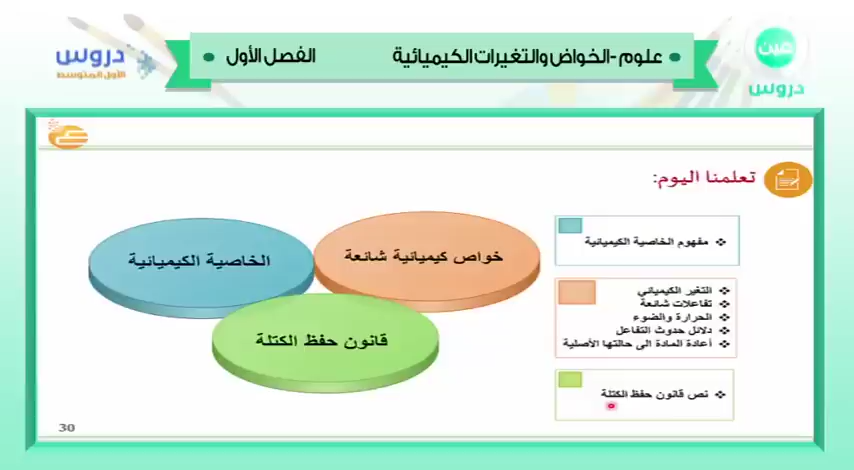 عين
دروس
علوم - الخواض والتغيرات الكيميائية
الفصل الأول
دروس
الأول المتوسط
تعلمنا اليوم:
مفهوم الخاصية الكيميائية
التغير الكيميائي
تفاعلات شائعة
الحرارة والضوء
دلائل حدوث التفاعل
أعادة المادة الى حالتها الأصلية
نص قانون حفظ الكتلة
خواص كيميائية شائعة
الخاصية الكيميائية
قانون حفظ الكتلة
30